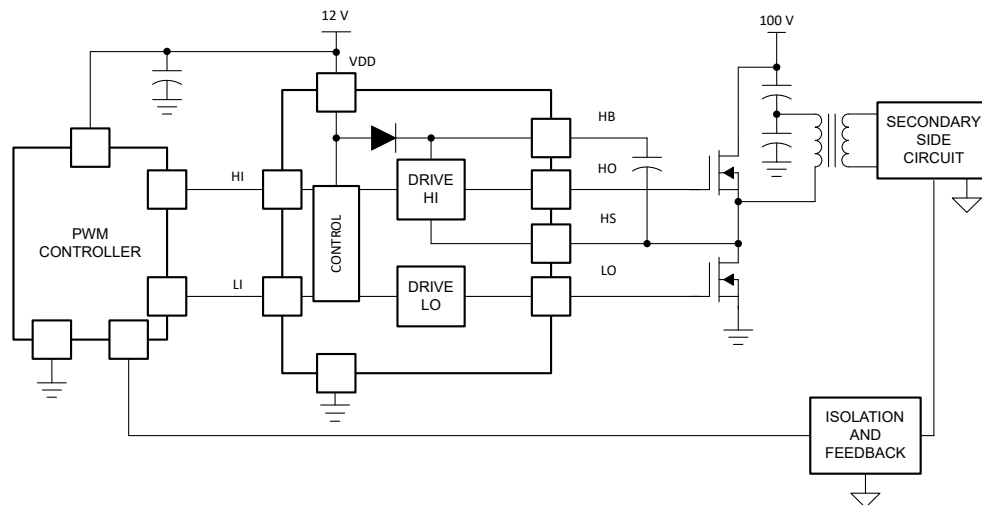 12 V
100 V
VDD
HB
SECONDARY
SIDE
CIRCUIT
HI
DRIVE
HI
HO
PWM
CONTROLLER
CONTROL
HS
LI
DRIVE
LO
LO
ISOLATION
AND
FEEDBACK